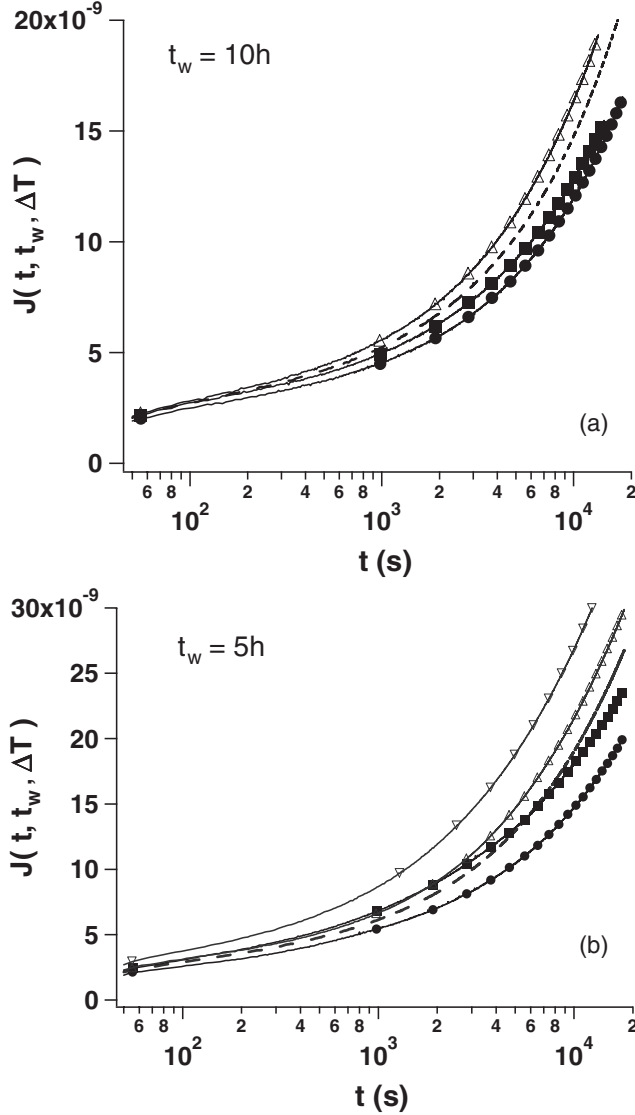 20x10⁻⁹
t_w = 10h
15
10
5
0
J( t, t_w, ΔT )
(a)
6 8 2 4 6 8 2 4 6 8 2
10² 10³ 10⁴
t (s)
30x10⁻⁹
t_w = 5h
25
20
15
10
5
0
J( t, t_w, ΔT )
(b)
6 8 2 4 6 8 2 4 6 8 2
10² 10³ 10⁴
t (s)